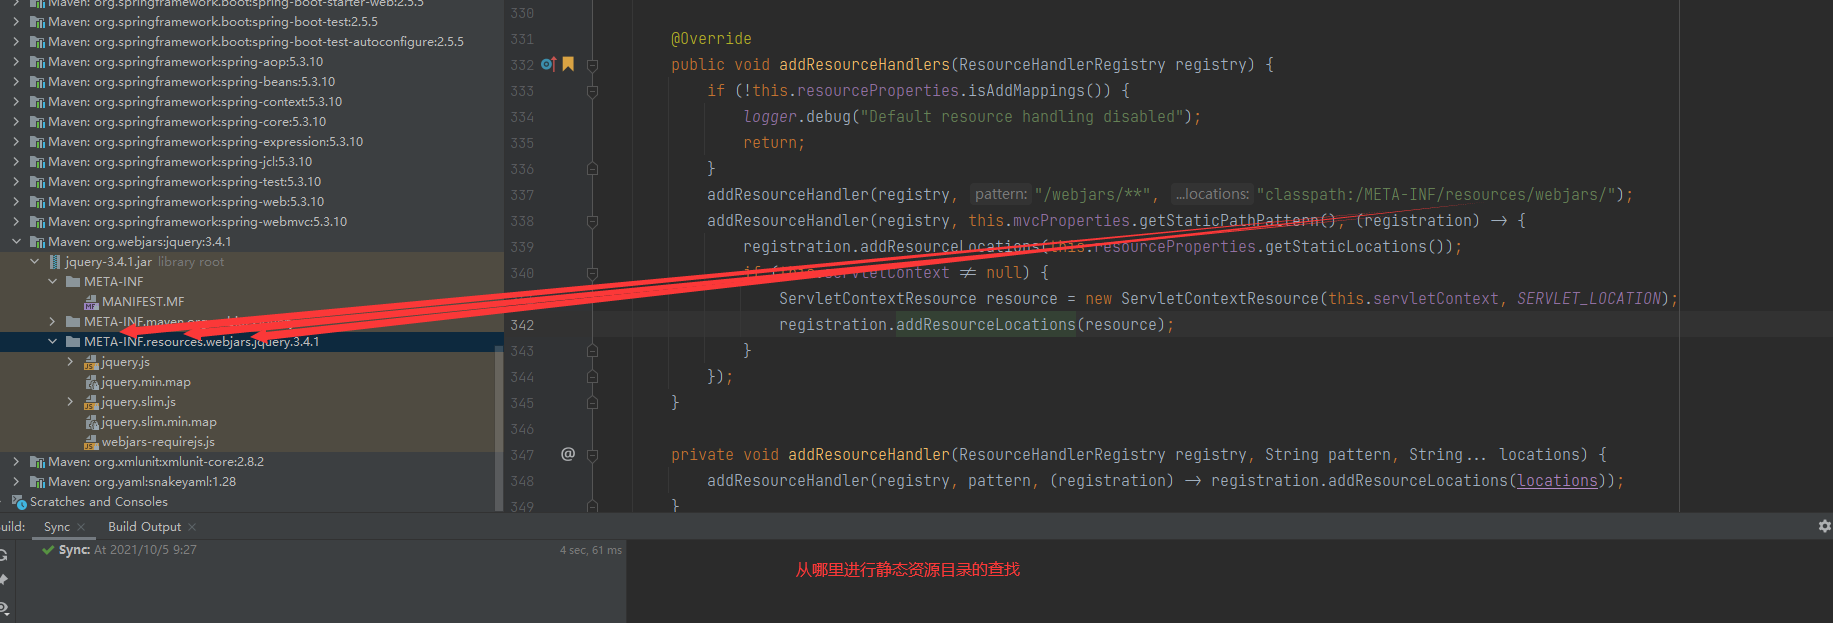 Maven: org.springframework.boot:spring-boot-starter-web:2.5.5
Maven: org.springframework.boot:spring-boot-test:2.5.5
Maven: org.springframework.boot:spring-boot-test-autoconfigure:2.5.5
Maven: org.springframework:spring-aop:5.3.10
Maven: org.springframework:spring-beans:5.3.10
Maven: org.springframework:spring-context:5.3.10
Maven: org.springframework:spring-core:5.3.10
Maven: org.springframework:spring-expression:5.3.10
Maven: org.springframework:spring-jcl:5.3.10
Maven: org.springframework:spring-test:5.3.10
Maven: org.springframework:spring-web:5.3.10
Maven: org.springframework:spring-webmvc:5.3.10
Maven: org.webjars:jquery:3.4.1
jquery-3.4.1.jar library root
META-INF
MANIFEST.MF
META-INF.maven.org
META-INF.resources.webjars.jquery.3.4.1
jquery.js
jquery.min.map
jquery.slim.js
jquery.slim.min.map
webjars-requirejs.js
Maven: org.xmlunit:xmlunit-core:2.8.2
Maven: org.yaml:snakeyaml:1.28
Scratches and Consoles
330
331 @Override
332 public void addResourceHandlers(ResourceHandlerRegistry registry) {
333 if (!this.resourceProperties.isAddMappings()) {
334 logger.debug("Default resource handling disabled");
335 return;
336 }
337 addResourceHandler(registry, pattern: "/webjars/**", ...locations: "classpath:/META-INF/resources/webjars/");
338 addResourceHandler(registry, this.mvcProperties.getStaticPathPattern(), (registration) → {
339 registration.addResourceLocations(this.resourceProperties.getStaticLocations());
340 if (this.servletContext ≠ null) {
ServletContextResource resource = new ServletContextResource(this.servletContext, SERVLET_LOCATION);
342 registration.addResourceLocations(resource);
343 }
344 });
345 }
346
347 @ private void addResourceHandler(ResourceHandlerRegistry registry, String pattern, String... locations) {
348 addResourceHandler(registry, pattern, (registration) → registration.addResourceLocations(locations));
349 }
uild: Sync × Build Output ×
Sync: At 2021/10/5 9:27 4 sec, 61 ms
从哪里进行静态资源目录的查找